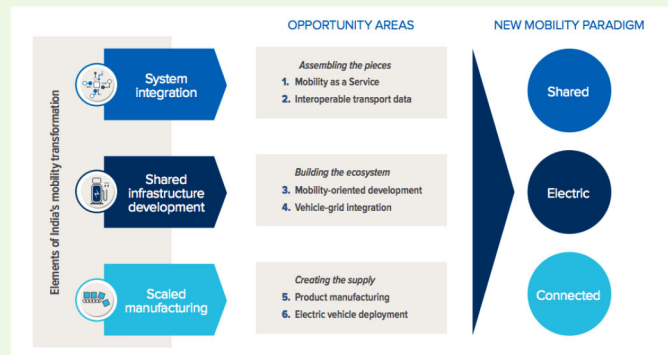 OPPORTUNITY AREAS
NEW MOBILITY PARADIGM
Elements of India's mobility transformation
System
integration
Assembling the pieces
1. Mobility as a Service
2. Interoperable transport data
Shared
Shared
infrastructure
development
Building the ecosystem
3. Mobility-oriented development
4. Vehicle-grid integration
Electric
Scaled
manufacturing
Creating the supply
5. Product manufacturing
6. Electric vehicle deployment
Connected